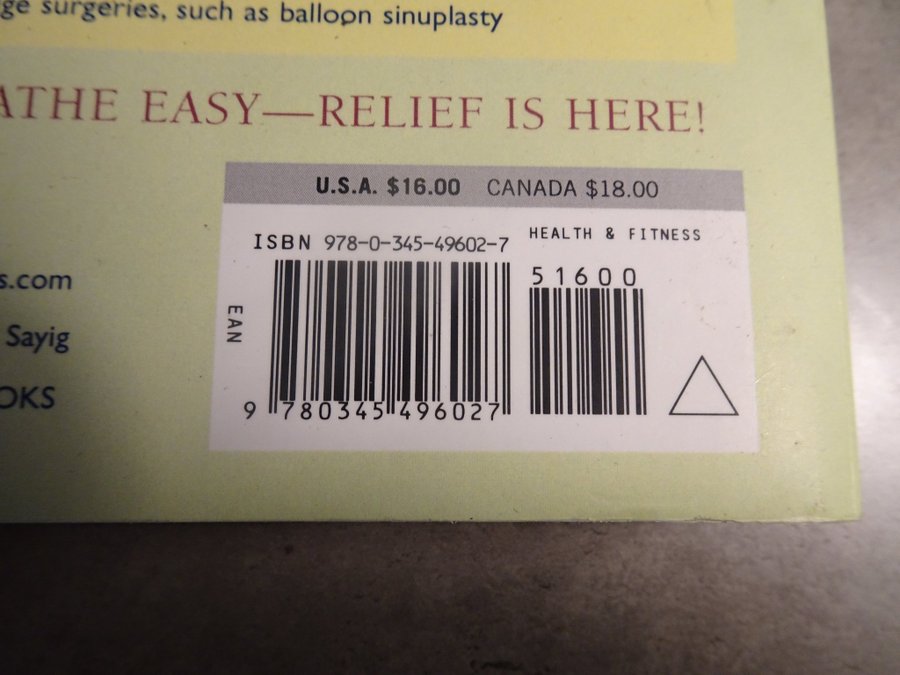 ge surgeries, such as balloon sinuplasty
ATHE EASY—RELIEF IS HERE!
U.S.A. $16.00 CANADA $18.00
ISBN 978-0-345-49602-7
HEALTH & FITNESS
51600
EAN
9 780345 496027
s.com
Sayig
OKS